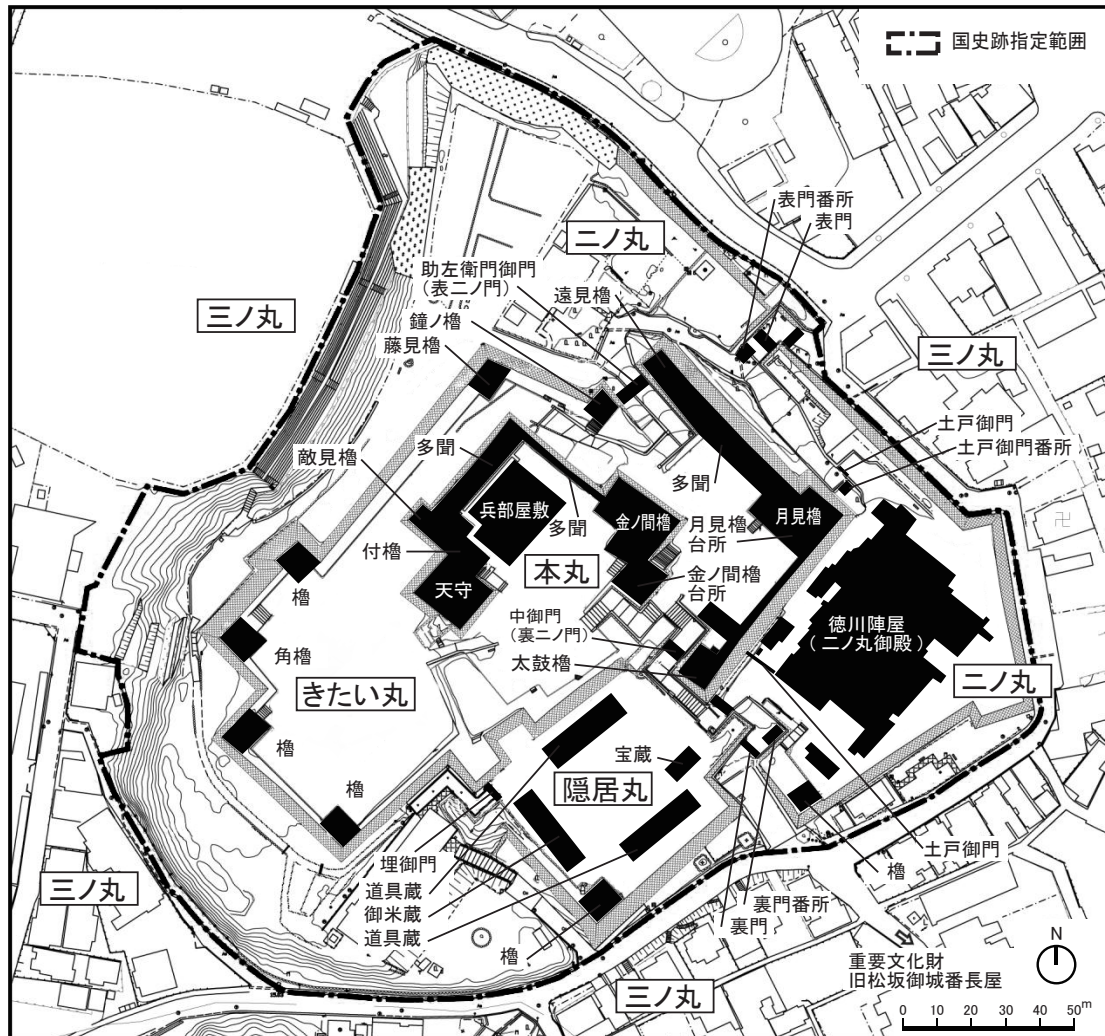 国史跡指定範囲
表門番所
表門
二ノ丸
助左衛門御門
（表二ノ門）
遠見櫓
三ノ丸
鐘ノ櫓
藤見櫓
三ノ丸
土戸御門
土戸御門番所
敵見櫓
多聞
多聞
兵部屋敷
金ノ間櫓
月見櫓
月見櫓
台所
多聞
付櫓
本丸
天守
金ノ間櫓
台所
櫓
中御門
（裏二ノ門）
徳川陣屋
（二ノ丸御殿）
角櫓
太鼓櫓
きたい丸
二ノ丸
櫓
宝蔵
隠居丸
櫓
埋御門
土戸御門
櫓
三ノ丸
道具蔵
御米蔵
道具蔵
裏門番所
裏門
櫓
三ノ丸
重要文化財
旧松坂御城番長屋
N
0 10 20 30 40 50m
卍